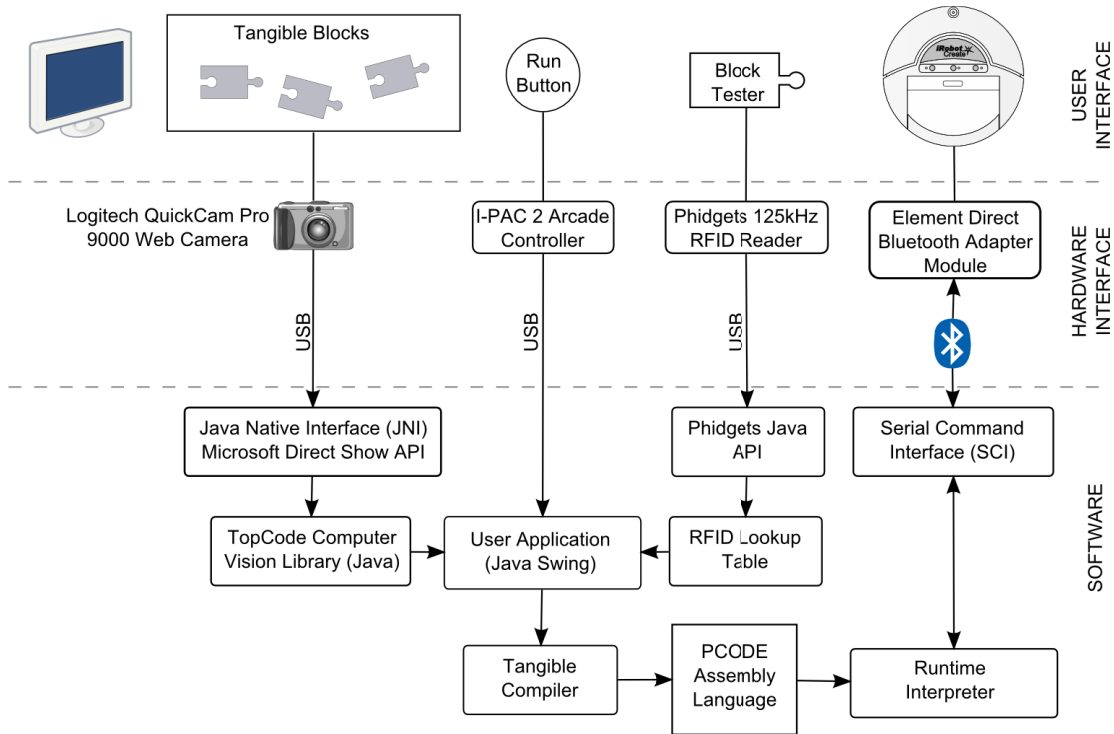 Tangible Blocks
Run
Button
Block
Tester
iRobot
Create
USER
INTERFACE
Logitech QuickCam Pro
9000 Web Camera
I-PAC 2 Arcade
Controller
Phidgets 125kHz
RFID Reader
Element Direct
Bluetooth Adapter
Module
HARDWARE
INTERFACE
USB
USB
USB
Java Native Interface (JNI)
Microsoft Direct Show API
Phidgets Java
API
Serial Command
Interface (SCI)
TopCode Computer
Vision Library (Java)
User Application
(Java Swing)
RFID Lookup
Table
SOFTWARE
Tangible
Compiler
PCODE
Assembly
Language
Runtime
Interpreter